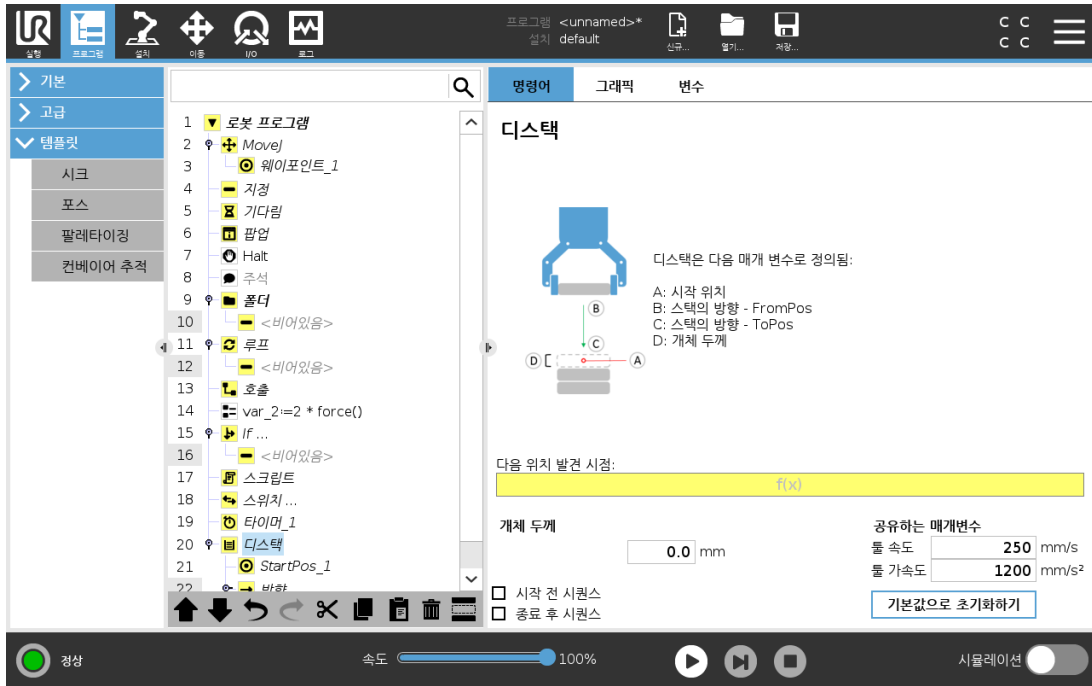 UR
실행
프로그램
설치
이동
I/O
로그
프로그램 <unnamed>*
설치 default
신규...
열기...
저장...
C C
C C
기본
고급
템플릿
시크
포스
팔레타이징
컨베이어 추적
1 로봇 프로그램
2 MoveJ
3 웨이포인트_1
4 지정
5 기다림
6 팝업
7 Halt
8 주석
9 폴더
10 <비어있음>
11 루프
12 <비어있음>
13 호출
14 var_2:=2 * force()
15 If ...
16 <비어있음>
17 스크립트
18 스위치 ...
19 타이머_1
20 디스택
21 StartPos_1
22 방향
명령어 그래픽 변수
디스택
디스택은 다음 매개 변수로 정의됨:
A: 시작 위치
B: 스택의 방향 - FromPos
C: 스택의 방향 - ToPos
D: 개체 두께
B
C
D
A
다음 위치 발견 시점:
f(x)
개체 두께
0.0 mm
시작 전 시퀀스
종료 후 시퀀스
공유하는 매개변수
툴 속도 250 mm/s
툴 가속도 1200 mm/s²
기본값으로 초기화하기
정상
속도 100%
시뮬레이션